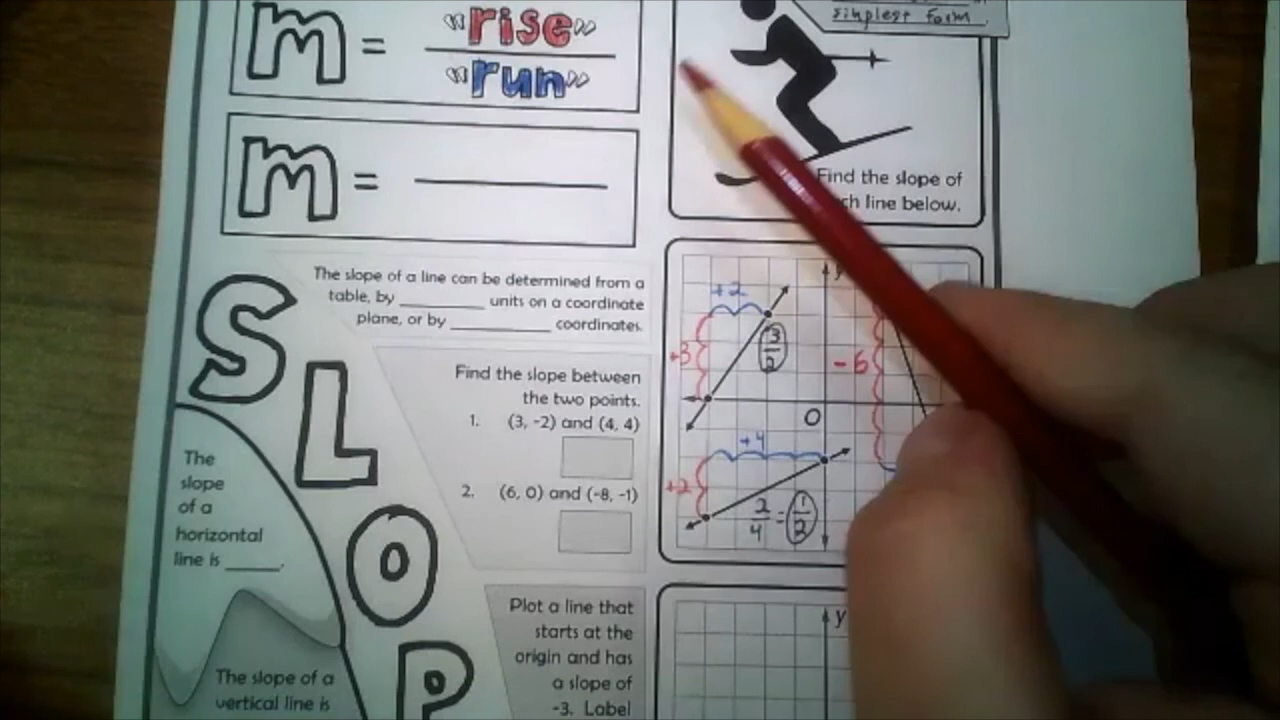 simplest form
m = "rise"
"run"
m =
Find the slope of
line below.
The slope of a line can be determined from a
table, by ________ units on a coordinate
plane, or by __________ coordinates.
y
+2
+3
3
2
-6
O
+4
+2
2
4
=
1
2
Find the slope between
the two points.
1. (3, -2) and (4, 4)
2. (6, 0) and (-8, -1)
S
L
O
P
The
slope
of a
horizontal
line is _____.
The slope of a
vertical line is
Plot a line that
starts at the
origin and has
a slope of
-3. Label
y